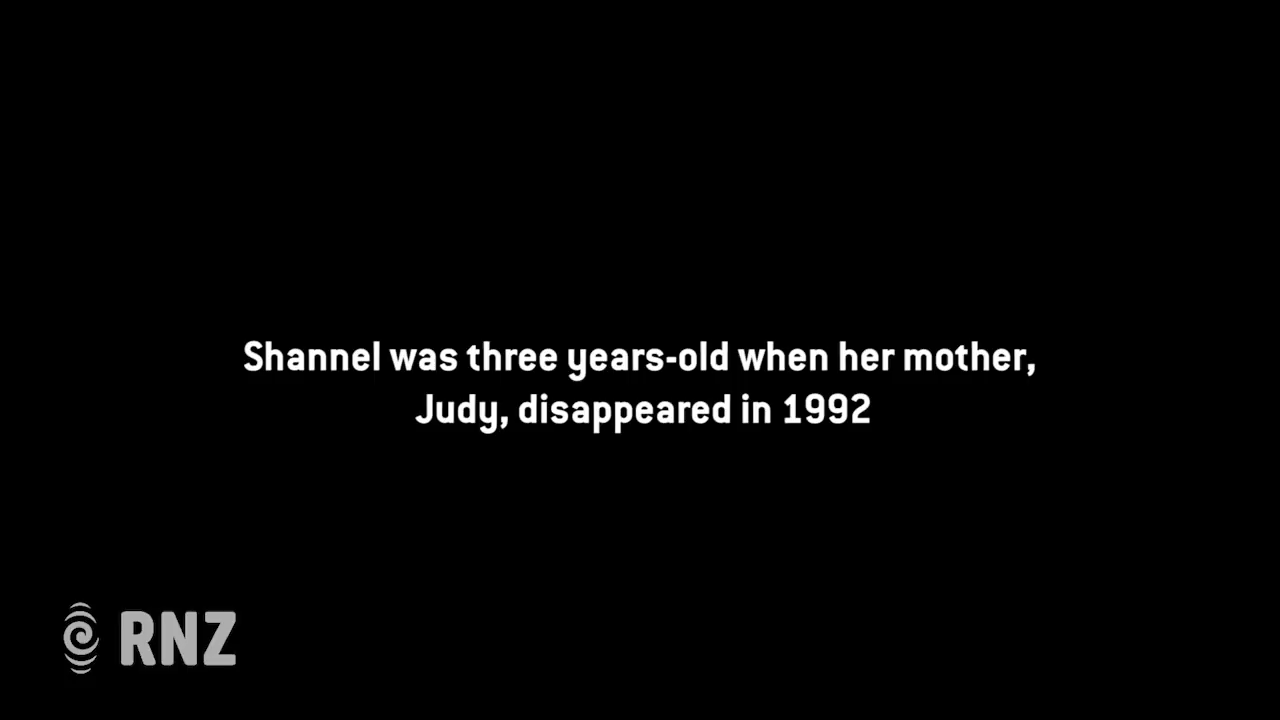 Shannel was three years-old when her mother,
Judy, disappeared in 1992
RNZ